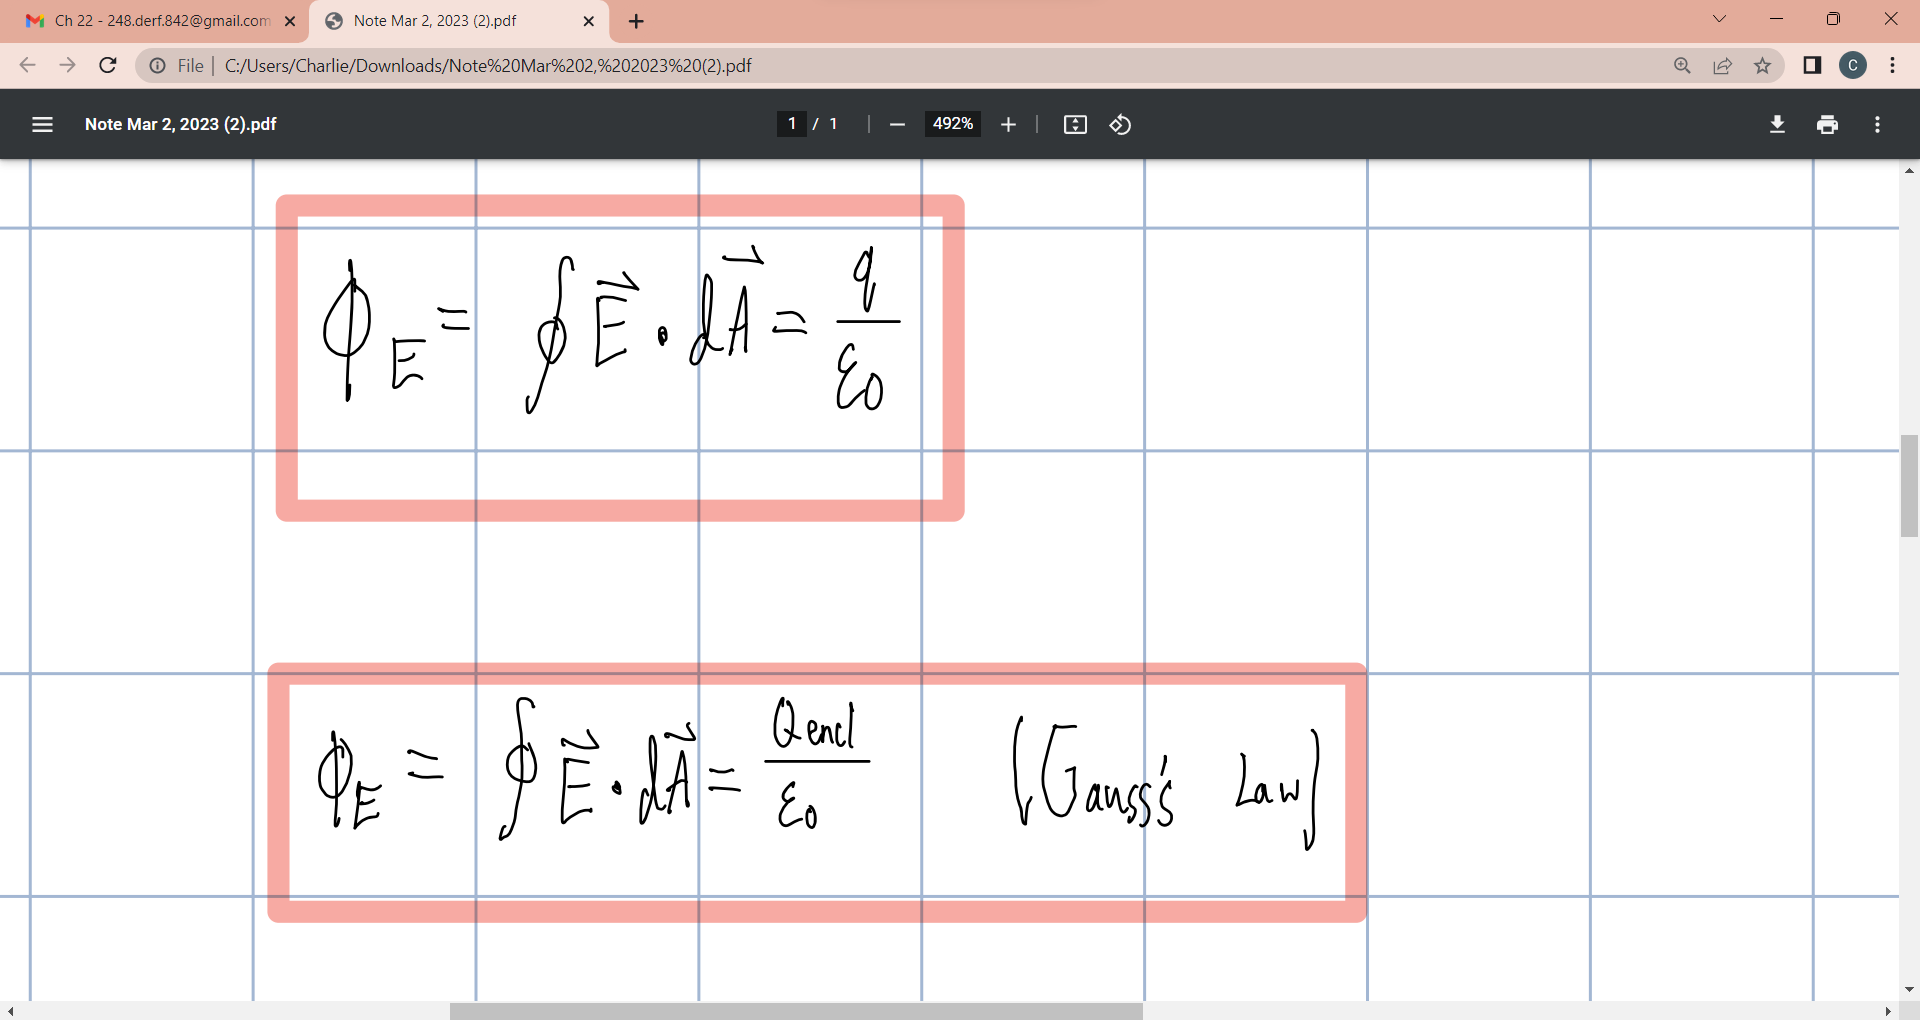 Ch 22 - 248.derf.842@gmail.com
Note Mar 2, 2023 (2).pdf
File | C:/Users/Charlie/Downloads/Note%20Mar%202,%202023%20(2).pdf
C
Note Mar 2, 2023 (2).pdf
1 / 1
492%
ϕ_E = ∮ E⃗ · dA⃗ = q/ε₀
ϕ_E = ∮ E⃗ · dA⃗ = Qencl/ε₀ (Gauss's Law)